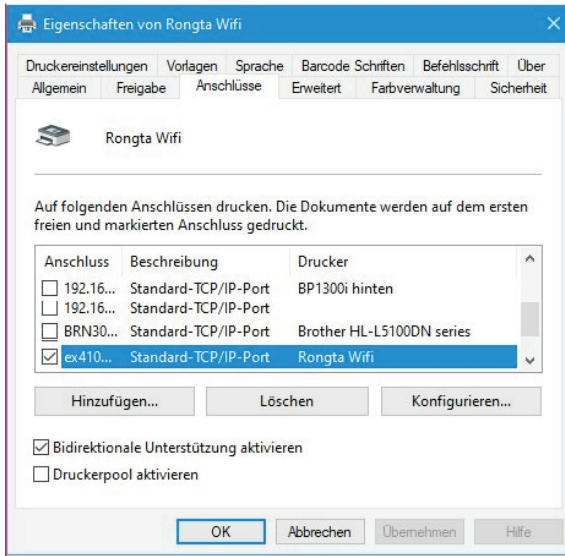 Eigenschaften von Rongta Wifi
Druckereinstellungen Vorlagen Sprache Barcode Schriften Befehlsschrift Über
Allgemein Freigabe Anschlüsse Erweitert Farbverwaltung Sicherheit
Rongta Wifi
Auf folgenden Anschlüssen drucken. Die Dokumente werden auf dem ersten
freien und markierten Anschluss gedruckt.
Anschluss Beschreibung Drucker
192.16... Standard-TCP/IP-Port BP1300i hinten
192.16... Standard-TCP/IP-Port
BRN30... Standard-TCP/IP-Port Brother HL-L5100DN series
ex410... Standard-TCP/IP-Port Rongta Wifi
Hinzufügen... Löschen Konfigurieren...
Bidirektionale Unterstützung aktivieren
Druckerpool aktivieren
OK Abbrechen Übernehmen Hilfe